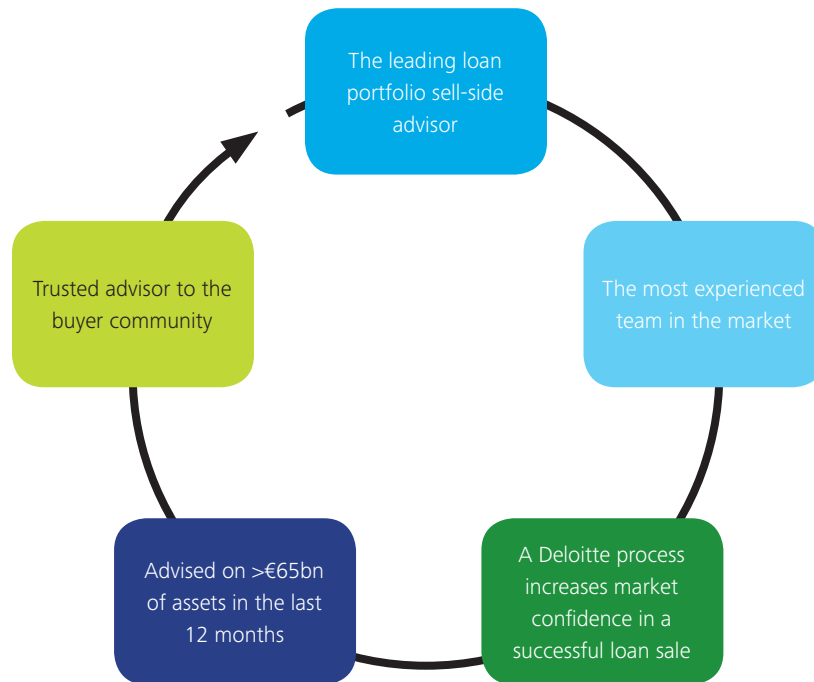 The leading loan
portfolio sell-side
advisor
The most experienced
team in the market
A Deloitte process
increases market
confidence in a
successful loan sale
Advised on >€65bn
of assets in the last
12 months
Trusted advisor to the
buyer community